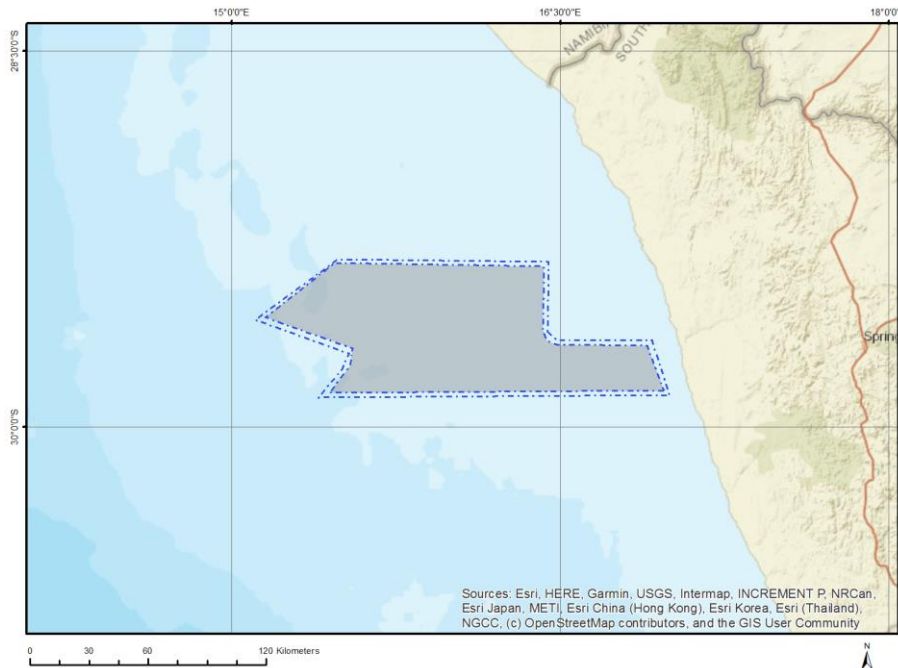 15°0'0"E 16°30'0"E 18°0'0"E
28°30'0"S
NAMIBI
SOUTH
30°0'0"S
Spring
Sources: Esri, HERE, Garmin, USGS, Intermap, INCREMENT P, NRCan,
Esri Japan, METI, Esri China (Hong Kong), Esri Korea, Esri (Thailand),
NGCC, (c) OpenStreetMap contributors, and the GIS User Community
0 30 60 120 Kilometers
N